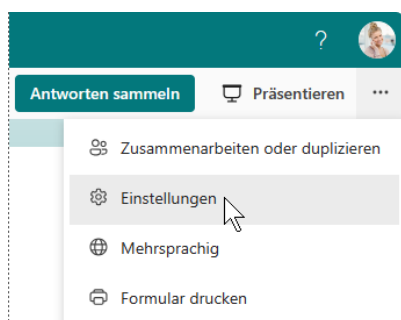 ?
Antworten sammeln Präsentieren ...
Zusammenarbeiten oder duplizieren
Einstellungen
Mehrsprachig
Formular drucken